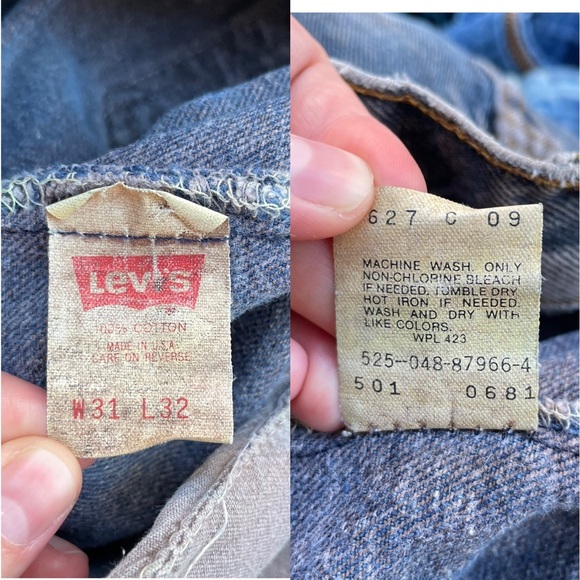 Levi's
100% COTTON
MADE IN U.S.A.
CARE ON REVERSE
W31 L32
627 C 09
MACHINE WASH. ONLY
NON-CHLORINE BLEACH
IF NEEDED. TUMBLE DRY
HOT IRON IF NEEDED.
WASH AND DRY WITH
LIKE COLORS.
WPL 423
525-048-87966-4
501 0681